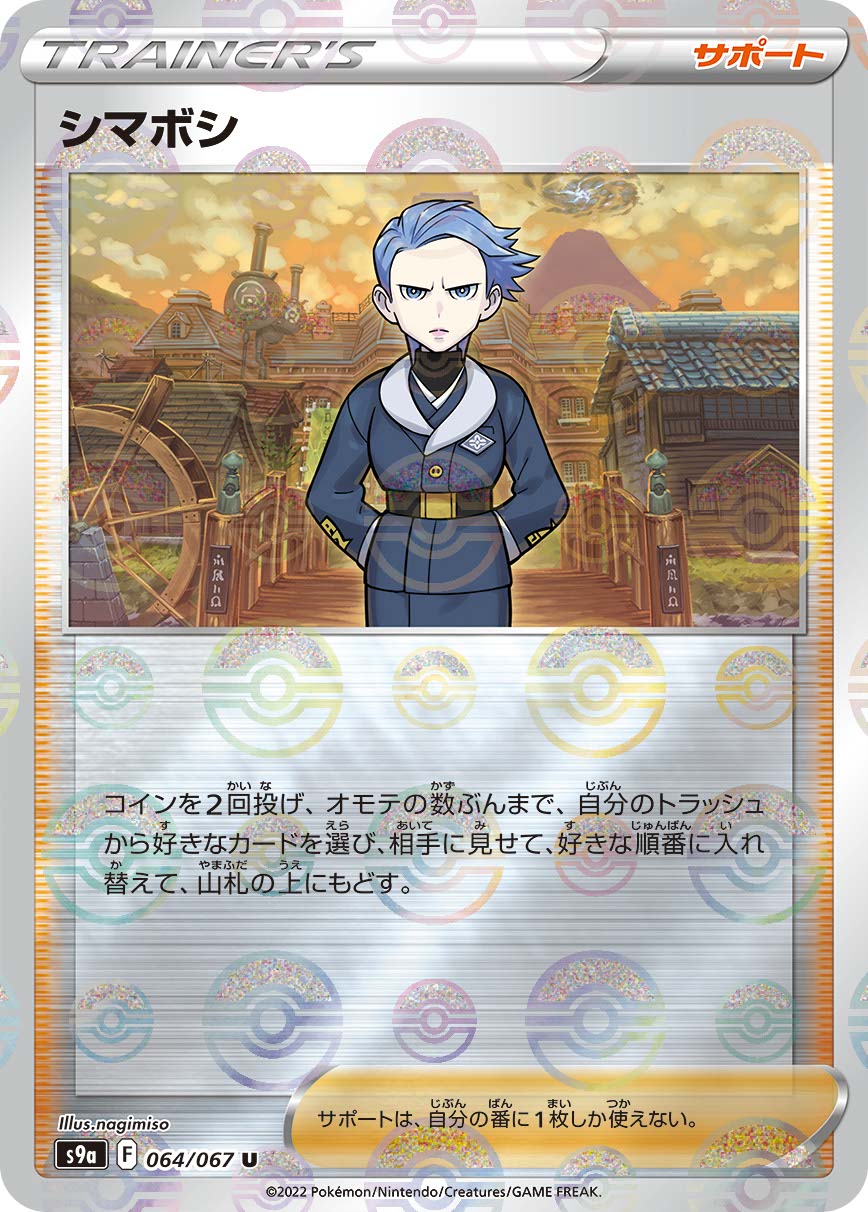 TRAINER'S
サポート
シマボシ
コインを2回投げ、オモテの数ぶんまで、自分のトラッシュ
から好きなカードを選び、相手に見せて、好きな順番に入れ
替えて、山札の上にもどす。
Illus.nagimiso
サポートは、自分の番に1枚しか使えない。
s9a F 064/067 U
©2022 Pokémon/Nintendo/Creatures/GAME FREAK.